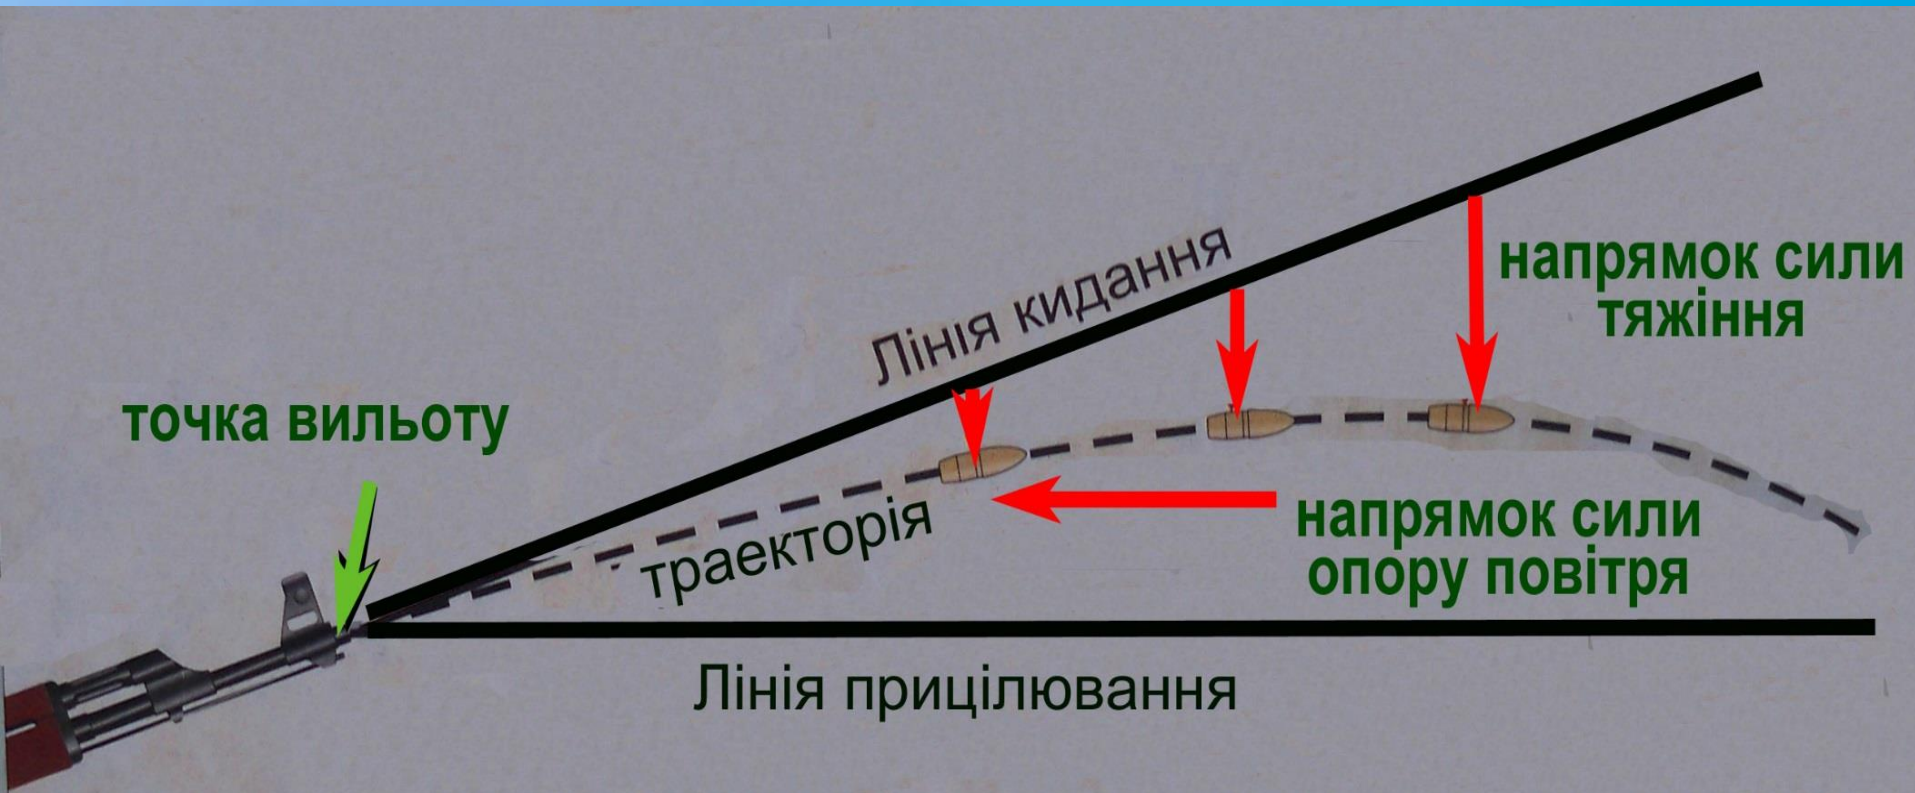 Лінія кидання
напрямок сили
тяжіння
точка вильоту
траекторія
напрямок сили
опору повітря
Лінія прицілювання